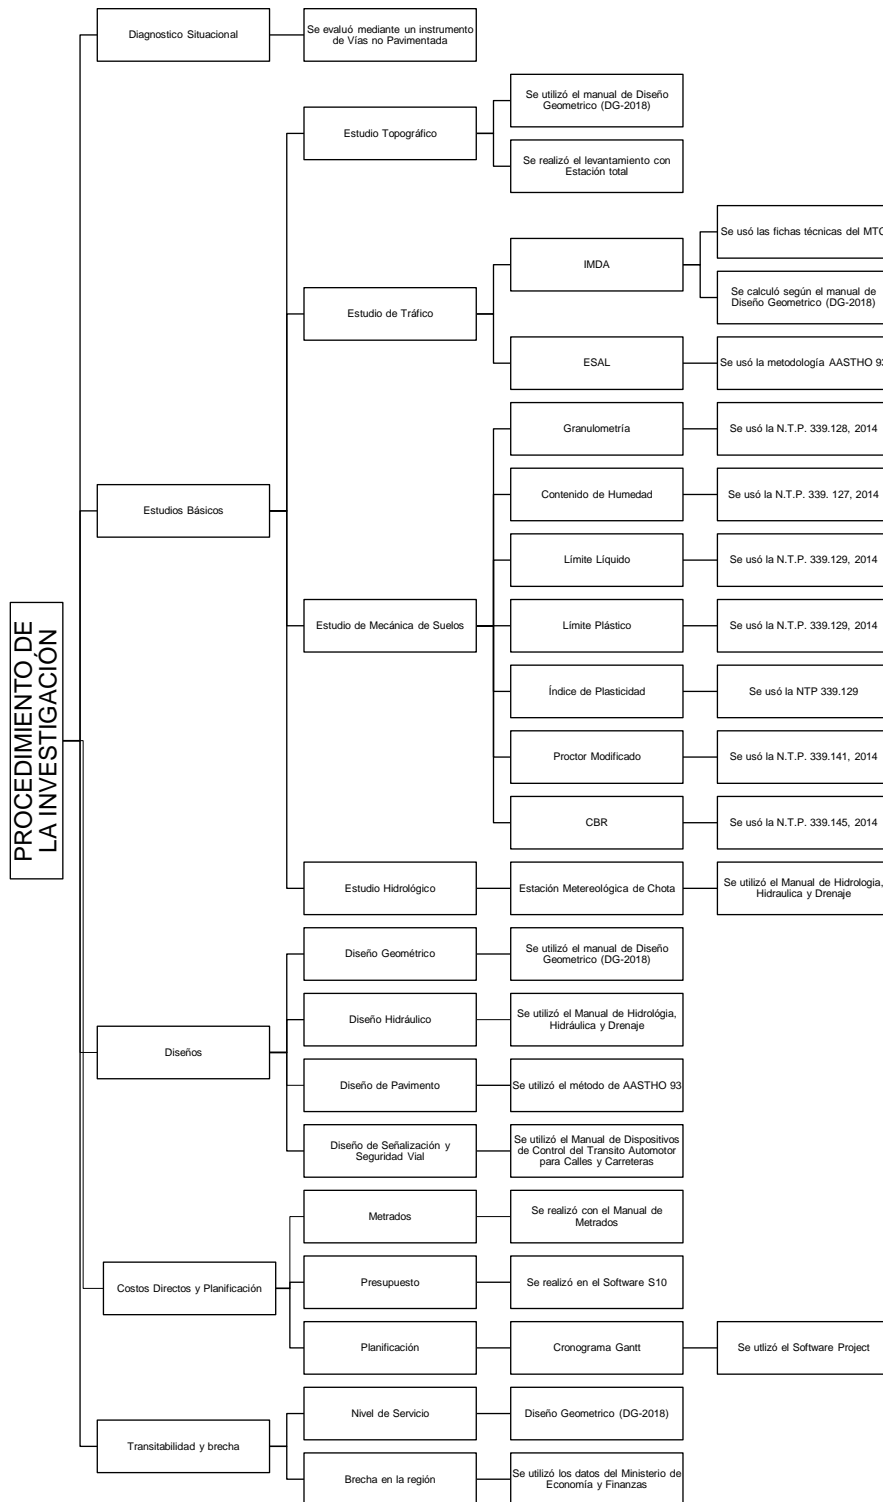 PROCEDIMIENTO DE
LA INVESTIGACIÓN
Diagnostico Situacional
Se evaluó mediante un instrumento
de Vías no Pavimentada
Estudios Básicos
Estudio Topográfico
Se utilizó el manual de Diseño
Geometrico (DG-2018)
Se realizó el levantamiento con
Estación total
Estudio de Tráfico
IMDA
Se usó las fichas técnicas del MTC
Se calculó según el manual de
Diseño Geometrico (DG-2018)
ESAL
Se usó la metodología AASTHO 93
Estudio de Mecánica de Suelos
Granulometría
Se usó la N.T.P. 339.128, 2014
Contenido de Humedad
Se usó la N.T.P. 339. 127, 2014
Límite Líquido
Se usó la N.T.P. 339.129, 2014
Límite Plástico
Se usó la N.T.P. 339.129, 2014
Índice de Plasticidad
Se usó la NTP 339.129
Proctor Modificado
Se usó la N.T.P. 339.141, 2014
CBR
Se usó la N.T.P. 339.145, 2014
Estudio Hidrológico
Estación Metereológica de Chota
Se utilizó el Manual de Hidrologia,
Hidraulica y Drenaje
Diseños
Diseño Geométrico
Se utilizó el manual de Diseño
Geometrico (DG-2018)
Diseño Hidráulico
Se utilizó el Manual de Hidrológia,
Hidráulica y Drenaje
Diseño de Pavimento
Se utilizó el método de AASTHO 93
Diseño de Señalización y
Seguridad Vial
Se utilizó el Manual de Dispositivos
de Control del Transito Automotor
para Calles y Carreteras
Costos Directos y Planificación
Metrados
Se realizó con el Manual de
Metrados
Presupuesto
Se realizó en el Software S10
Planificación
Cronograma Gantt
Se utlizó el Software Project
Transitabilidad y brecha
Nivel de Servicio
Diseño Geometrico (DG-2018)
Brecha en la región
Se utilizó los datos del Ministerio de
Economía y Finanzas